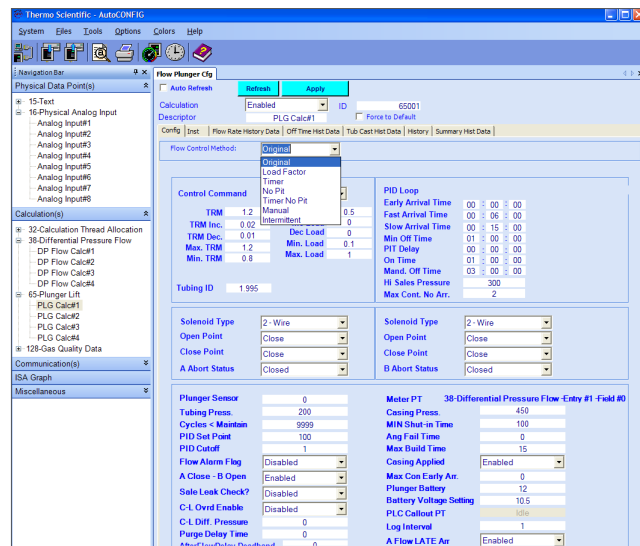 Thermo Scientific - AutoCONFIG
System Files Tools Options Colors Help
Navigation Bar
Physical Data Point(s)
15-Text
16-Physical Analog Input
Analog Input#1
Analog Input#2
Analog Input#3
Analog Input#4
Analog Input#5
Analog Input#6
Analog Input#7
Analog Input#8
Calculation(s)
32-Calculation Thread Allocation
38-Differential Pressure Flow
DP Flow Calc#1
DP Flow Calc#2
DP Flow Calc#3
DP Flow Calc#4
65-Plunger Lift
PLG Calc#1
PLG Calc#2
PLG Calc#3
PLG Calc#4
128-Gas Quality Data
Communication(s)
ISA Graph
Miscellaneous
Flow Plunger Cfg
Auto Refresh Refresh Apply
Calculation Enabled ID 65001
Descriptor PLG Calc#1 Force to Default
Config Inst Flow Rate History Data Off Time Hist Data Tub Cast Hist Data History Summary Hist Data
Flow Control Method: Original
Original
Load Factor
Timer
No Pit
Timer No Pit
Manual
Intermittent
Control Command
TRM 1.2 0.5
TRM Inc. 0.02 0
TRM Dec. 0.01 Dec Load 0
Max. TRM 1.2 Min. Load 0.1
Min. TRM 0.8 Max. Load 1
Tubing ID 1.995
PID Loop
Early Arrival Time 00 : 00 : 00
Fast Arrival Time 00 : 06 : 00
Slow Arrival Time 00 : 15 : 00
Min Off Time 01 : 00 : 00
PIT Delay 00 : 00 : 00
On Time 01 : 00 : 00
Mand. Off Time 03 : 00 : 00
Hi Sales Pressure 300
Max Cont. No Arr. 2
Solenoid Type 2 - Wire
Open Point Close
Close Point Close
A Abort Status Closed
Solenoid Type 2 - Wire
Open Point Close
Close Point Close
B Abort Status Closed
Plunger Sensor 0
Tubing Press. 200
Cycles < Maintain 9999
PID Set Point 100
PID Cutoff 1
Flow Alarm Flog Disabled
A Close - B Open Enabled
Sale Leak Check? Disabled
C-L Ovrd Enable Disabled
C-L Diff. Pressure 0
Purge Delay Time 0
AfterFlowDelay Deadband 0
Meter PT 38-Differential Pressure Flow -Entry #1 -Field #0
Casing Press. 450
MIN Shut-in Time 100
Ang Fail Time 0
Max Build Time 15
Casing Applied Enabled
Max Con Early Arr. 0
Plunger Battery 12
Battery Voltage Setting 10.5
PLC Callout PT Idle
Log Interval 1
A Flow LATE Arr Enabled